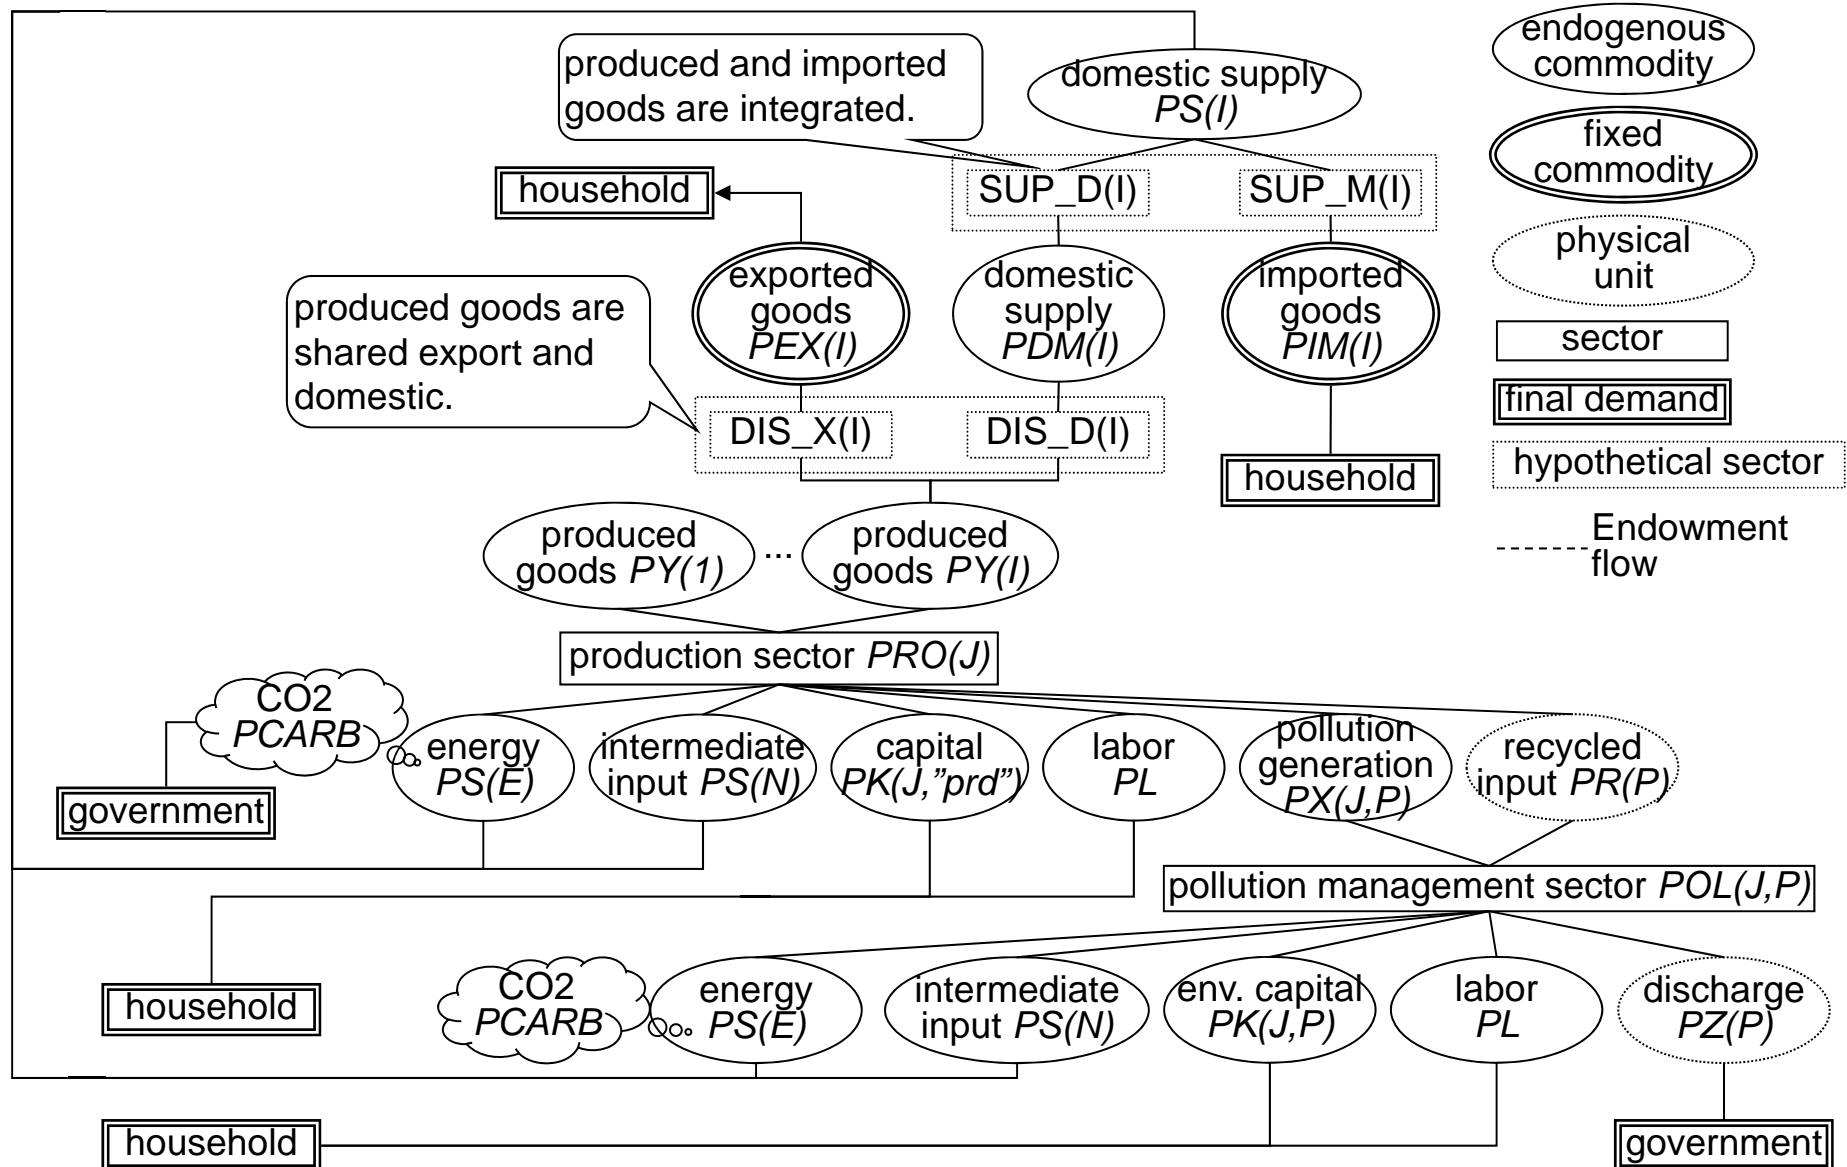 produced and imported
goods are integrated.
domestic supply
PS(I)
endogenous
commodity
fixed
commodity
physical
unit
sector
final demand
hypothetical sector
Endowment
flow
household
SUP_D(I)
SUP_M(I)
produced goods are
shared export and
domestic.
exported
goods
PEX(I)
domestic
supply
PDM(I)
imported
goods
PIM(I)
DIS_X(I)
DIS_D(I)
household
produced
goods PY(1)
...
produced
goods PY(I)
production sector PRO(J)
CO2
PCARB
government
energy
PS(E)
intermediate
input PS(N)
capital
PK(J,”prd”)
labor
PL
pollution
generation
PX(J,P)
recycled
input PR(P)
pollution management sector POL(J,P)
household
CO2
PCARB
energy
PS(E)
intermediate
input PS(N)
env. capital
PK(J,P)
labor
PL
discharge
PZ(P)
household
government